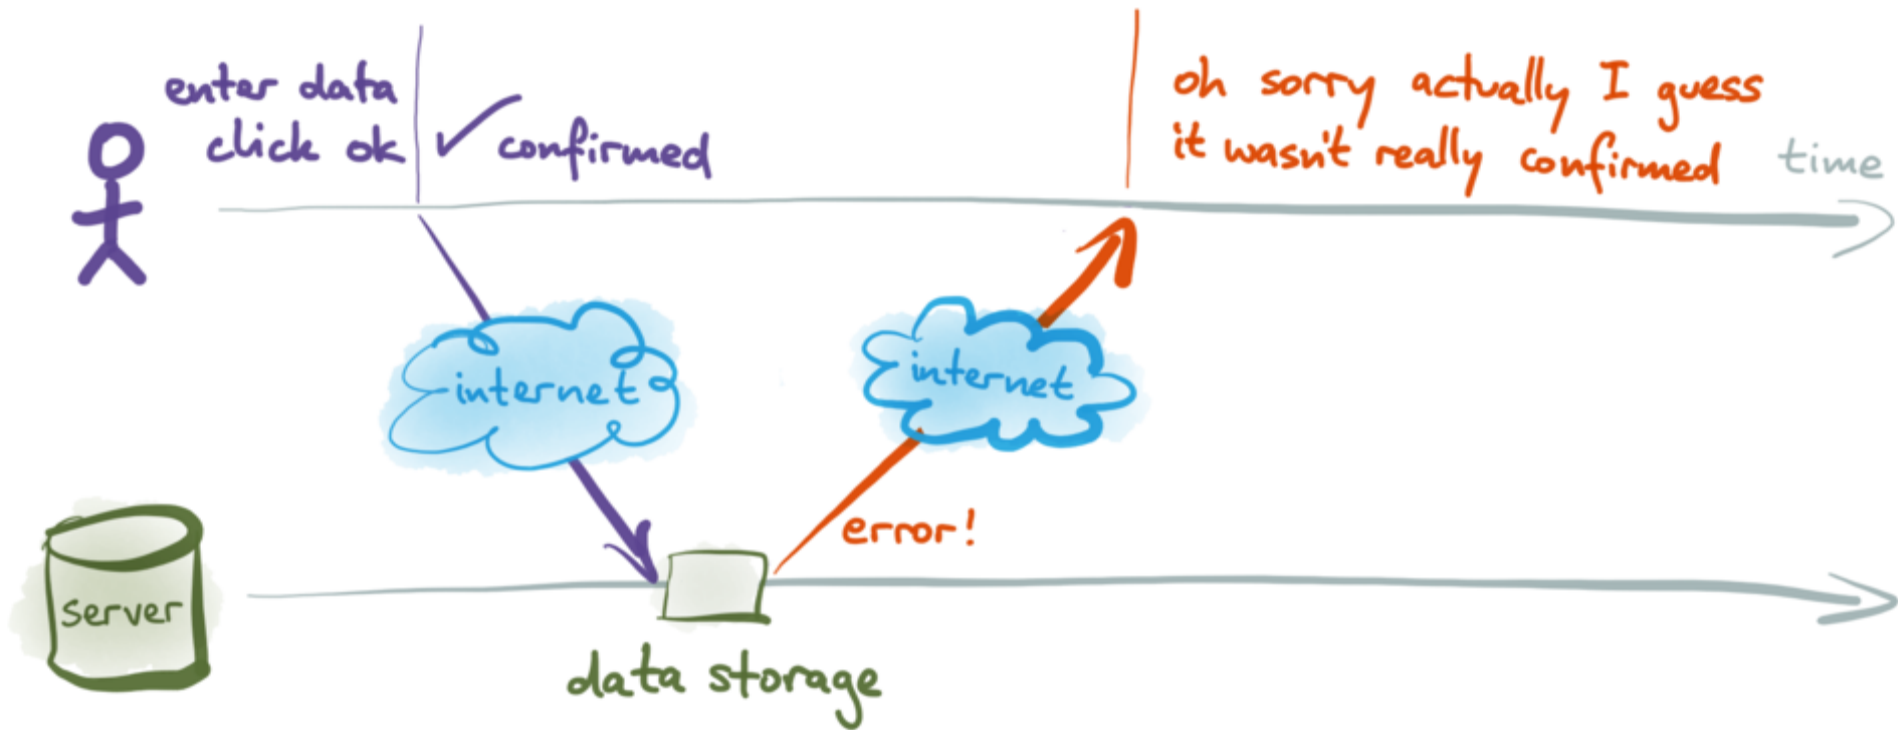 enter data
click ok
✓ confirmed
oh sorry actually I guess
it wasn't really confirmed
time
internet
internet
error!
server
data storage